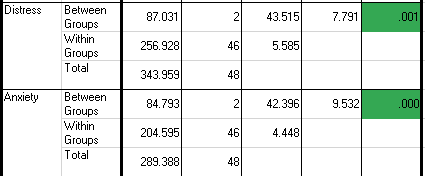 Distress Between Groups 87.031 2 43.515 7.791 .001
Within Groups 256.928 46 5.585
Total 343.959 48
Anxiety Between Groups 84.793 2 42.396 9.532 .000
Within Groups 204.595 46 4.448
Total 289.388 48